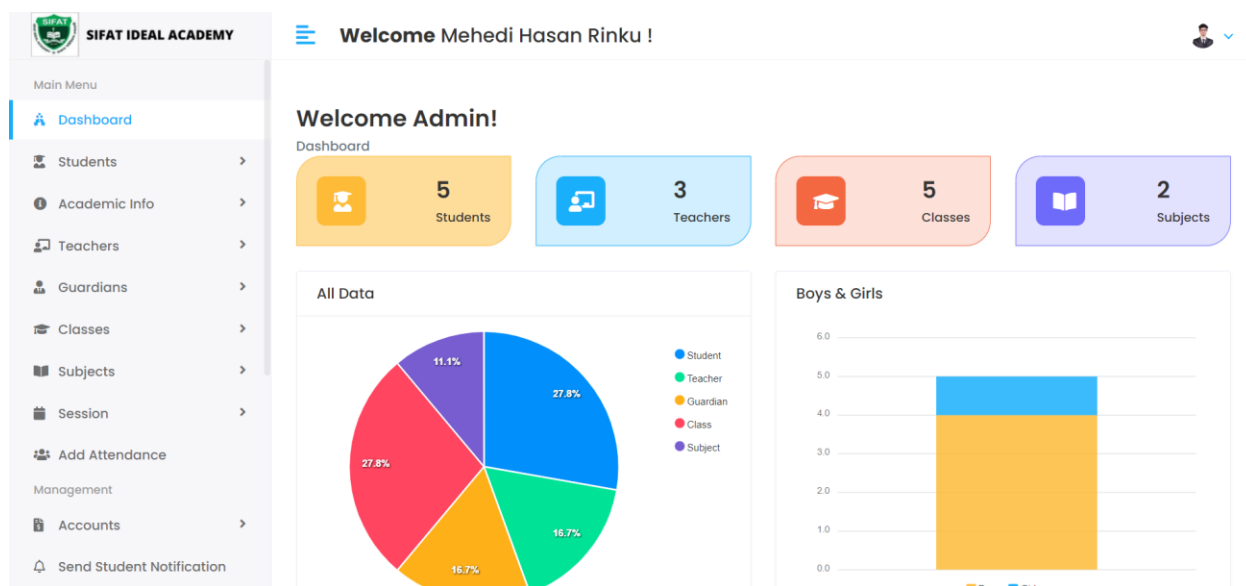 SIFAT
SIFAT IDEAL ACADEMY
Welcome Mehedi Hasan Rinku !
Main Menu
Dashboard
Students
Academic Info
Teachers
Guardians
Classes
Subjects
Session
Add Attendance
Management
Accounts
Send Student Notification
Welcome Admin!
Dashboard
5
Students
3
Teachers
5
Classes
2
Subjects
All Data
11.1%
27.8%
27.8%
16.7%
16.7%
Student
Teacher
Guardian
Class
Subject
Boys & Girls
6.0
5.0
4.0
3.0
2.0
1.0
0.0